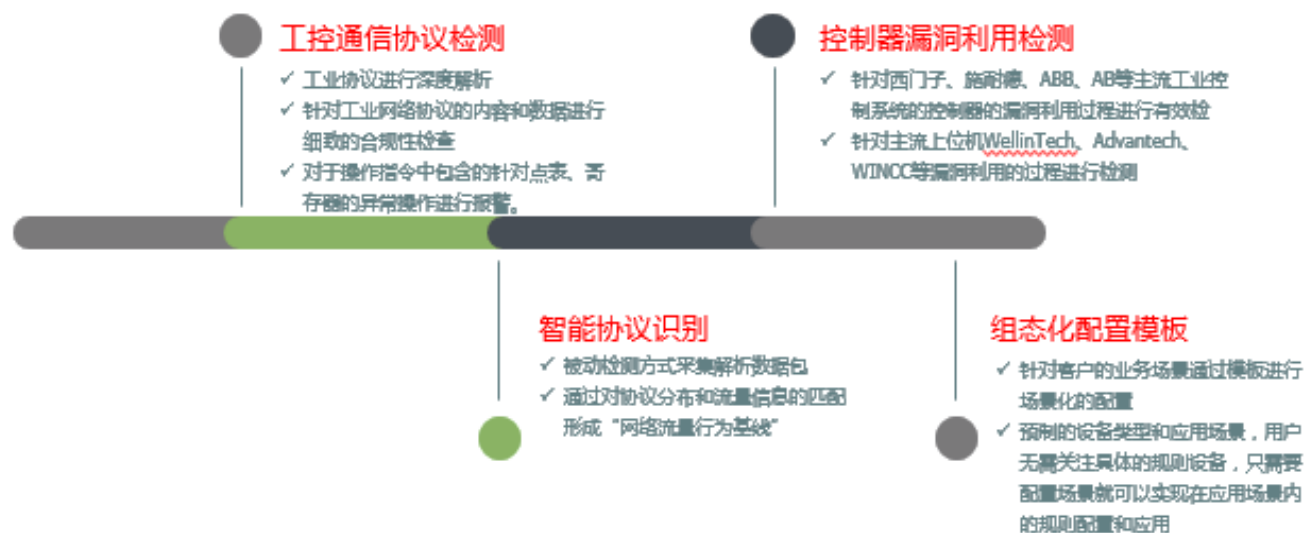 工控通信协议检测
✓ 工业协议进行深度解析
✓ 针对工业网络协议的内容和数据进行
细致的合规性检查
✓ 对于操作指令中包含的针对点表、寄
存器的异常操作进行报警。
控制器漏洞利用检测
✓ 针对西门子、施耐德、ABB、AB等主流工业控
制系统的控制器的漏洞利用过程进行有效检
✓ 针对主流上位机WellinTech、Advantech、
WINCC等漏洞利用的过程进行检测
智能协议识别
✓ 被动检测方式采集解析数据包
✓ 通过对协议分布和流量信息的匹配
形成“网络流量行为基线”
组态化配置模板
✓ 针对客户的业务场景通过模板进行
场景化的配置
✓ 预制的设备类型和应用场景，用户
无需关注具体的规则设备，只需要
配置场景就可以实现在应用场景内
的规则配置和应用